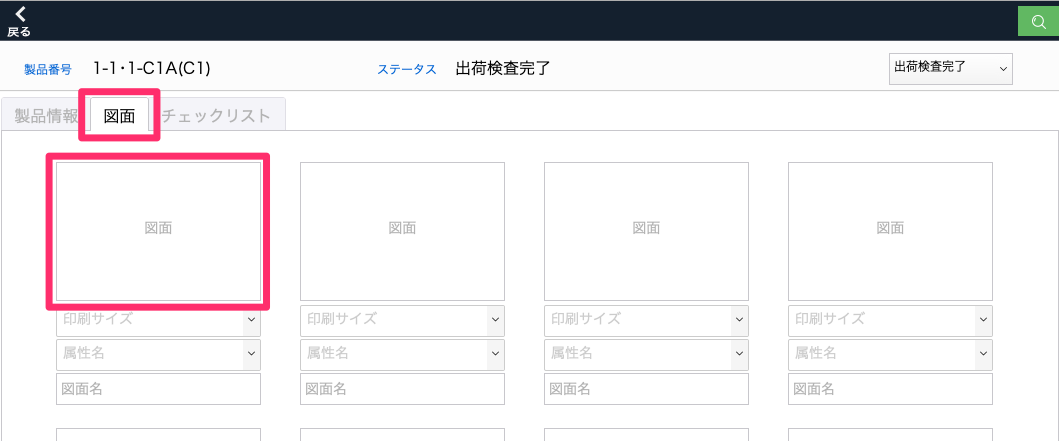 戻る
製品番号 1-1・1-C1A(C1) ステータス 出荷検査完了 出荷検査完了
製品情報 図面 チェックリスト
図面 図面 図面 図面
印刷サイズ 印刷サイズ 印刷サイズ 印刷サイズ
属性名 属性名 属性名 属性名
図面名 図面名 図面名 図面名